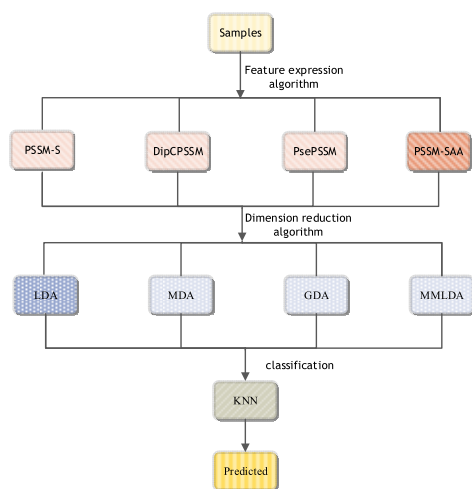 Samples
Feature expression
algorithm
PSSM-S
DipCPSSM
PsePSSM
PSSM-SAA
Dimension reduction
algorithm
LDA
MDA
GDA
MMLDA
classification
KNN
Predicted